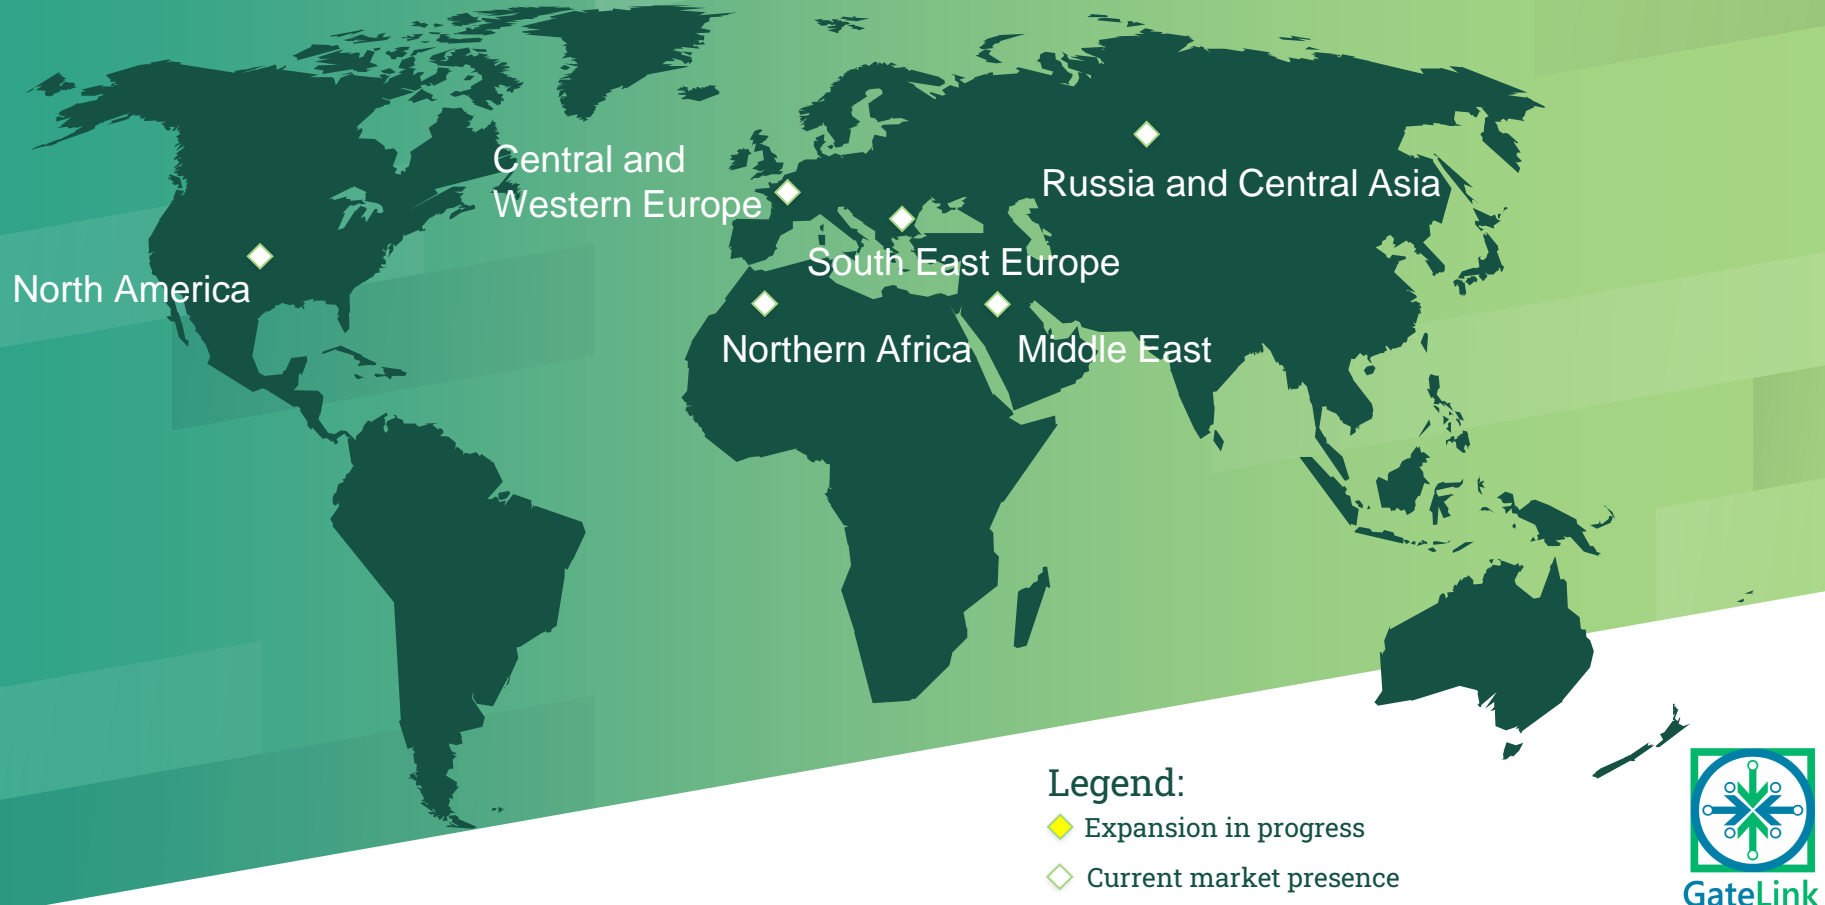 Central and
Western Europe
Russia and Central Asia
South East Europe
North America
Northern Africa
Middle East
Legend:
Expansion in progress
Current market presence
GateLink